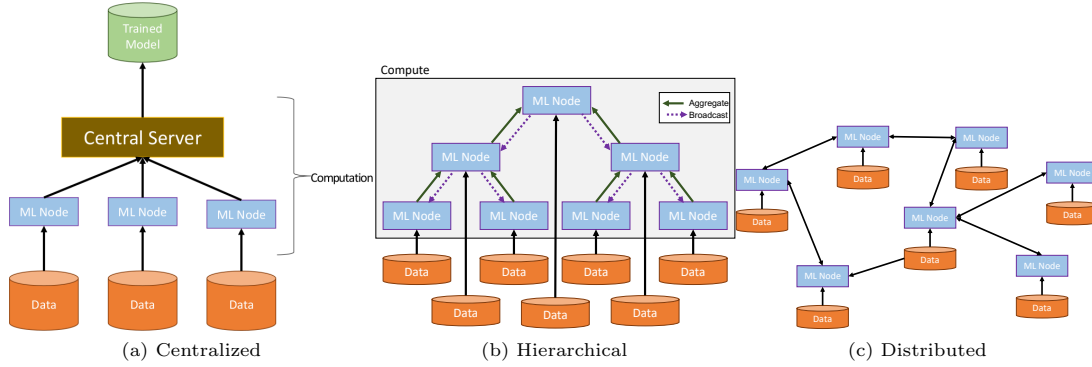 Trained
Model
Central Server
Computation
ML Node
ML Node
ML Node
Data
Data
Data
(a) Centralized
Compute
ML Node
Aggregate
Broadcast
ML Node
ML Node
ML Node
ML Node
ML Node
ML Node
Data
Data
Data
Data
Data
Data
Data
(b) Hierarchical
ML Node
ML Node
Data
Data
ML Node
ML Node
Data
Data
ML Node
Data
ML Node
ML Node
Data
Data
(c) Distributed